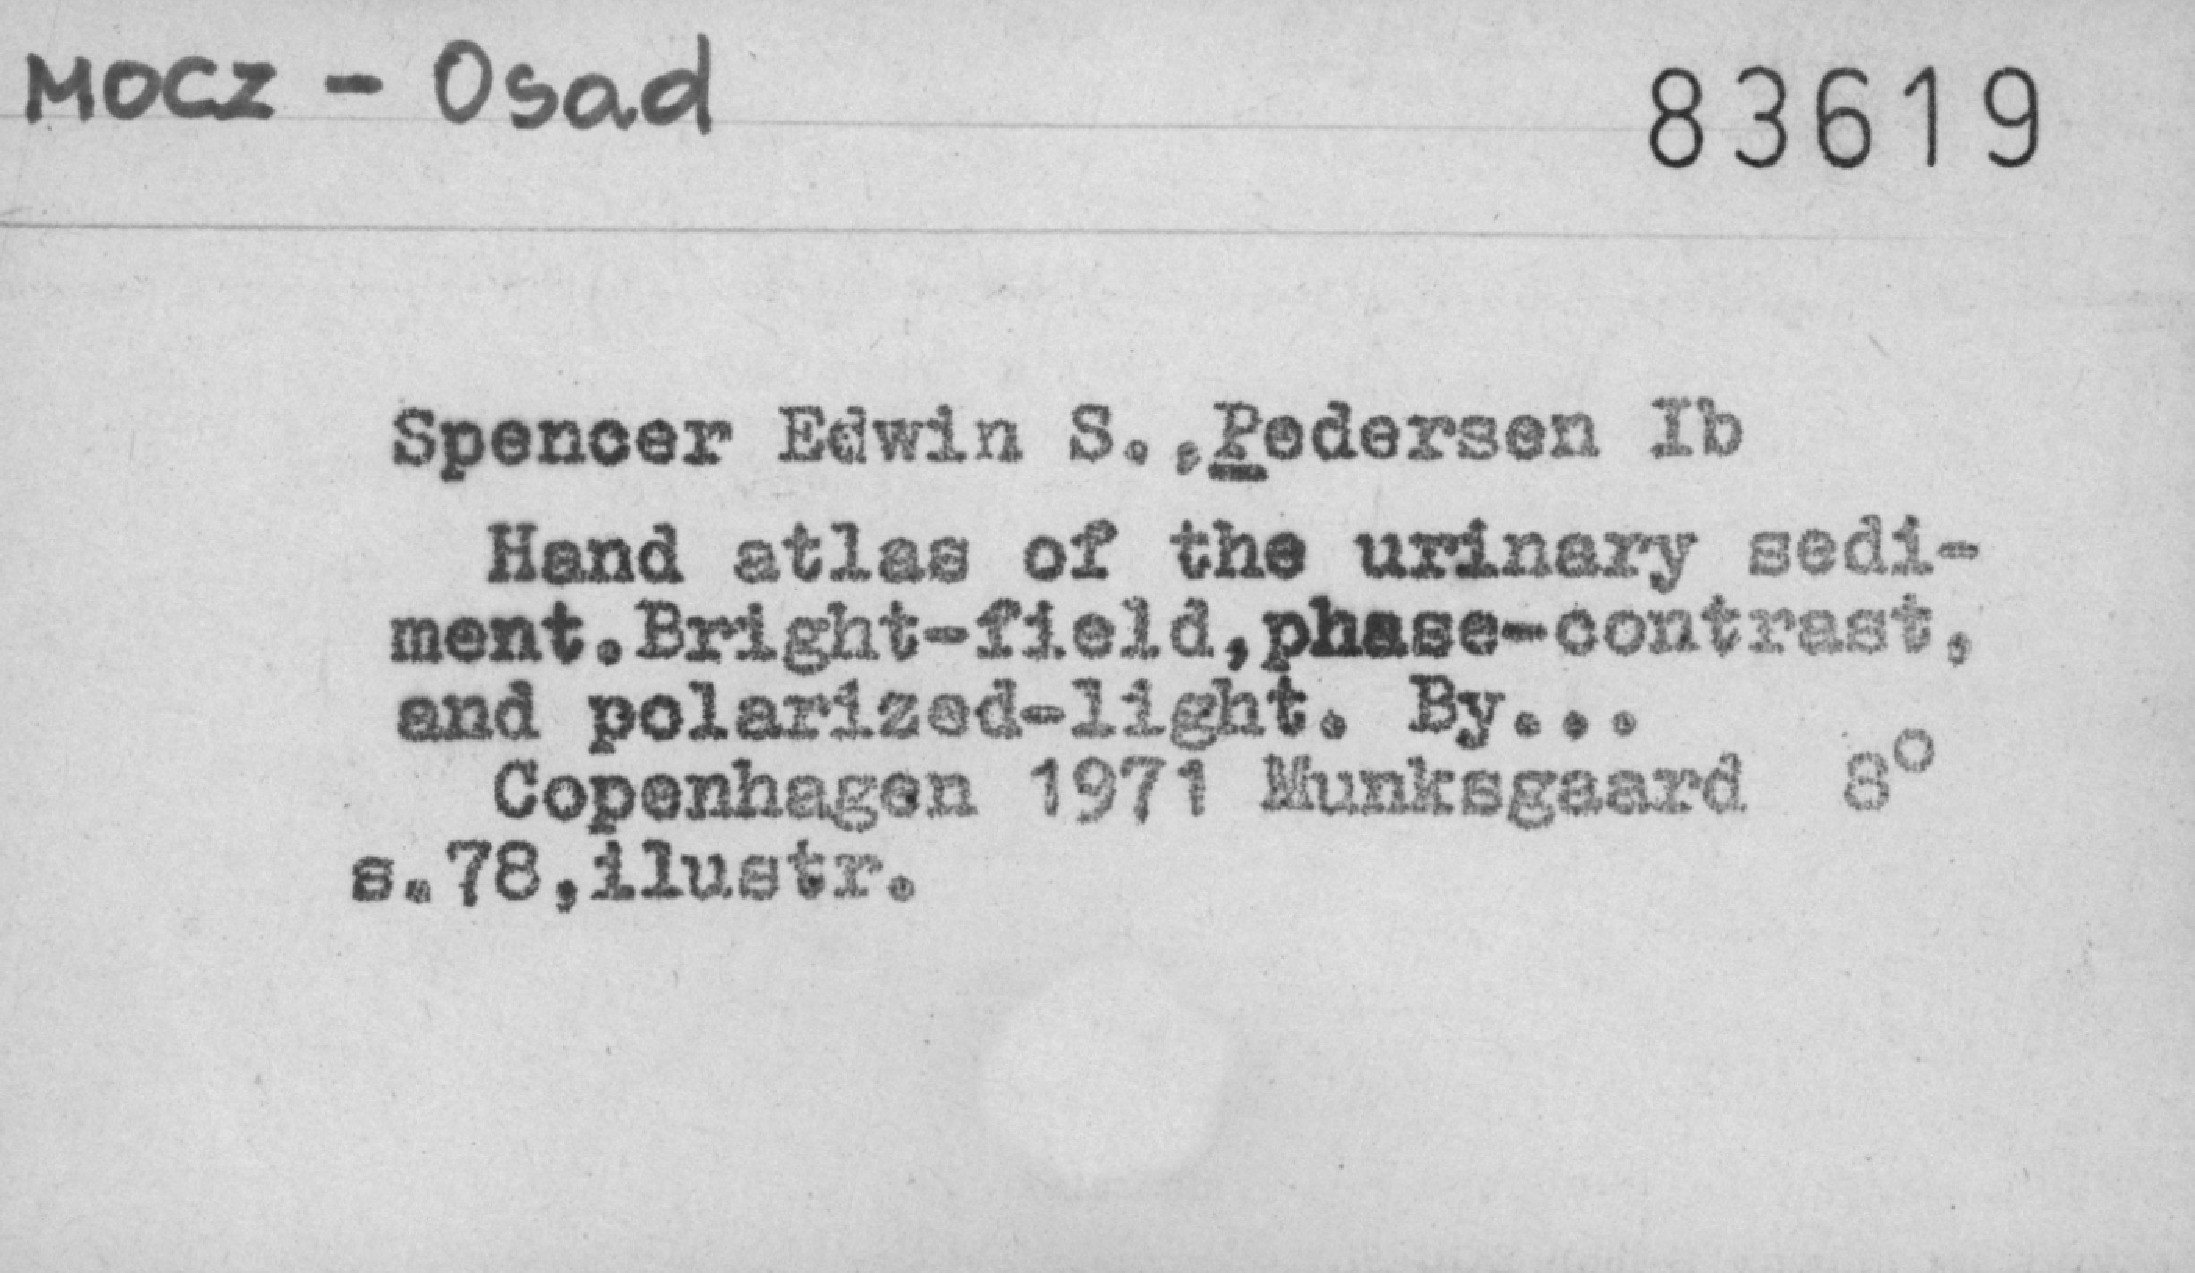 MOCZ - Osad
83619
Spencer Edwin S.,Pedersen Ib
Hand atlas of the urinary sedi-
ment.Bright-field,phase-contrast,
and polarized-light. By...
Copenhagen 1971 Munksgaard 8°
s.78,ilustr.